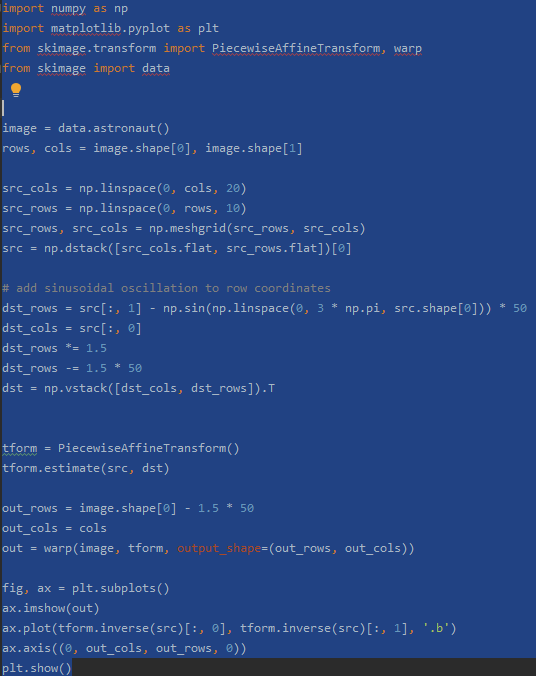 import numpy as np
import matplotlib.pyplot as plt
from skimage.transform import PiecewiseAffineTransform, warp
from skimage import data
image = data.astronaut()
rows, cols = image.shape[0], image.shape[1]
src_cols = np.linspace(0, cols, 20)
src_rows = np.linspace(0, rows, 10)
src_rows, src_cols = np.meshgrid(src_rows, src_cols)
src = np.dstack([src_cols.flat, src_rows.flat])[0]
# add sinusoidal oscillation to row coordinates
dst_rows = src[:, 1] - np.sin(np.linspace(0, 3 * np.pi, src.shape[0])) * 50
dst_cols = src[:, 0]
dst_rows *= 1.5
dst_rows -= 1.5 * 50
dst = np.vstack([dst_cols, dst_rows]).T
tform = PiecewiseAffineTransform()
tform.estimate(src, dst)
out_rows = image.shape[0] - 1.5 * 50
out_cols = cols
out = warp(image, tform, output_shape=(out_rows, out_cols))
fig, ax = plt.subplots()
ax.imshow(out)
ax.plot(tform.inverse(src)[:, 0], tform.inverse(src)[:, 1], '.b')
ax.axis((0, out_cols, out_rows, 0))
plt.show()